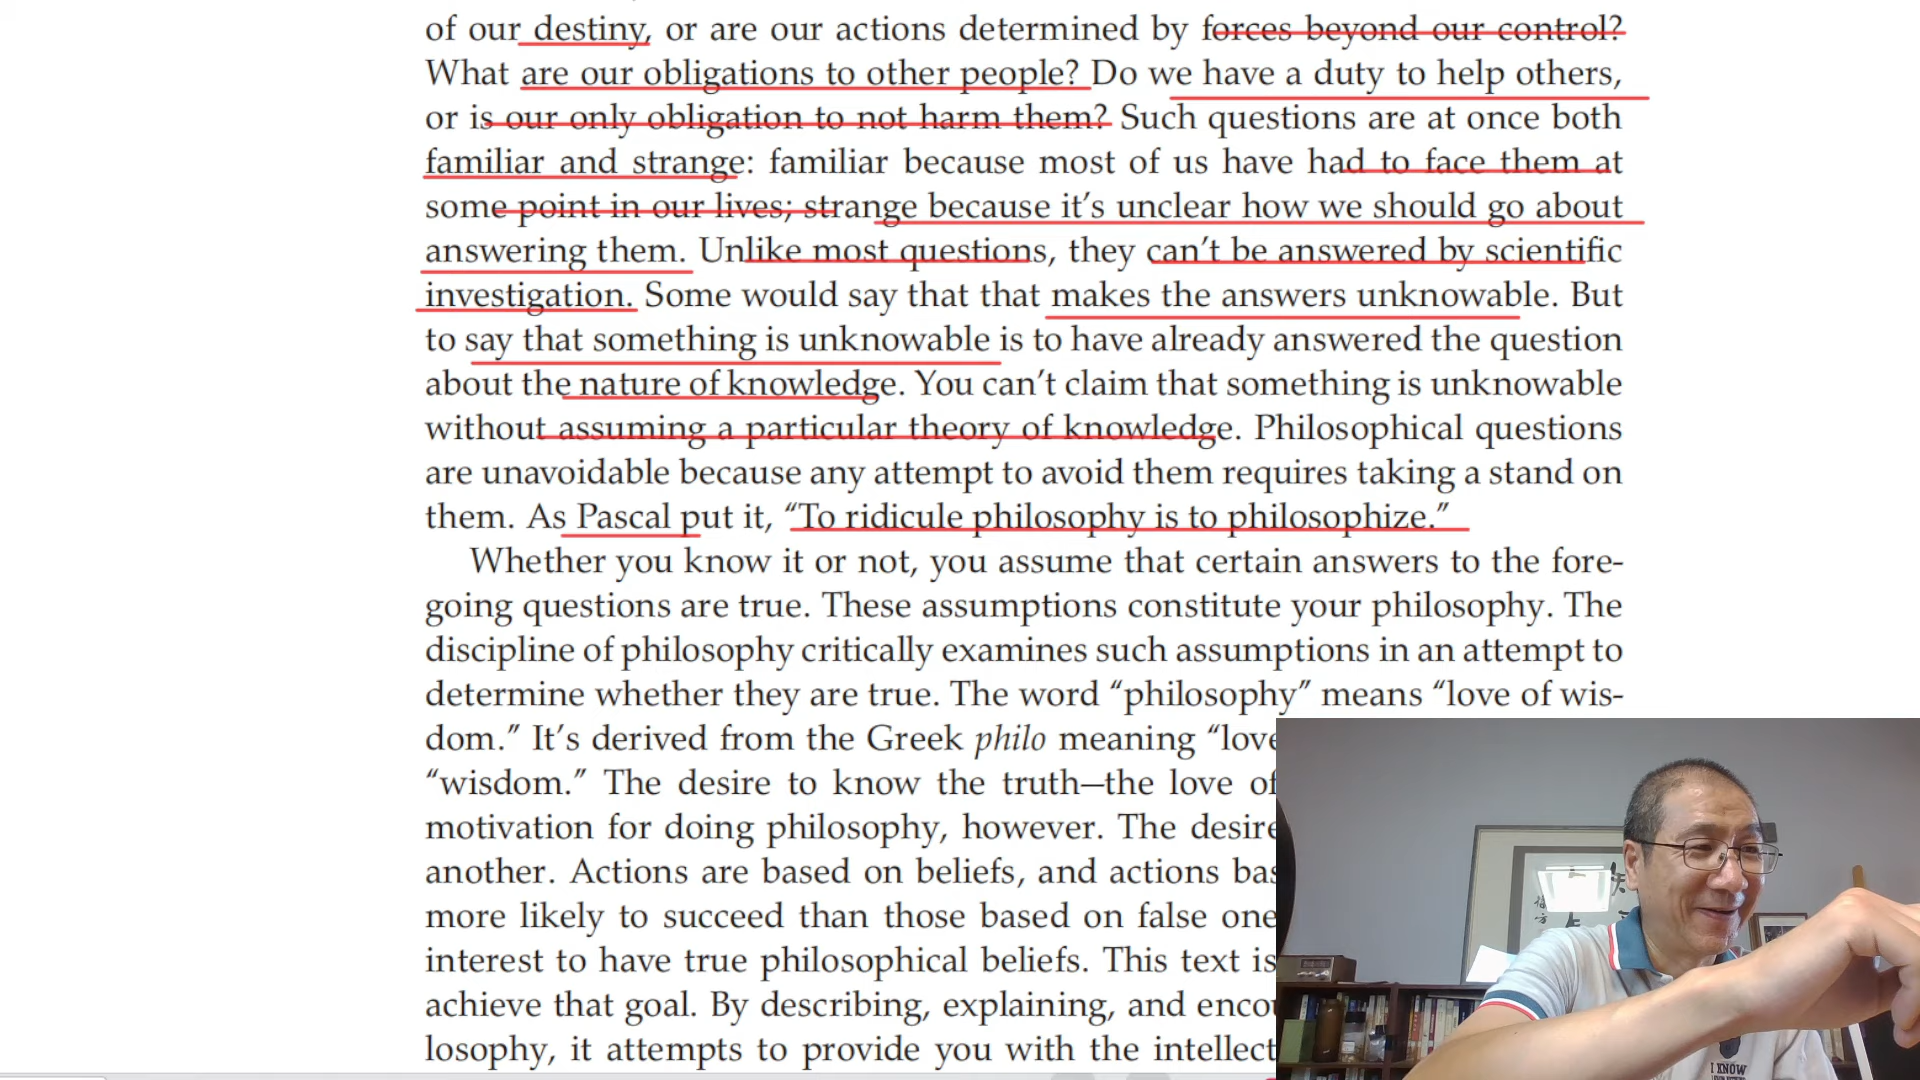 of our destiny, or are our actions determined by forces beyond our control?
What are our obligations to other people? Do we have a duty to help others,
or is our only obligation to not harm them? Such questions are at once both
familiar and strange: familiar because most of us have had to face them at
some point in our lives; strange because it’s unclear how we should go about
answering them. Unlike most questions, they can’t be answered by scientific
investigation. Some would say that that makes the answers unknowable. But
to say that something is unknowable is to have already answered the question
about the nature of knowledge. You can’t claim that something is unknowable
without assuming a particular theory of knowledge. Philosophical questions
are unavoidable because any attempt to avoid them requires taking a stand on
them. As Pascal put it, “To ridicule philosophy is to philosophize.”
Whether you know it or not, you assume that certain answers to the fore-
going questions are true. These assumptions constitute your philosophy. The
discipline of philosophy critically examines such assumptions in an attempt to
determine whether they are true. The word “philosophy” means “love of wis-
dom.” It’s derived from the Greek philo meaning “love
“wisdom.” The desire to know the truth—the love of
motivation for doing philosophy, however. The desire
another. Actions are based on beliefs, and actions bas
more likely to succeed than those based on false one
interest to have true philosophical beliefs. This text is
achieve that goal. By describing, explaining, and enco
losophy, it attempts to provide you with the intellect
I KNOW